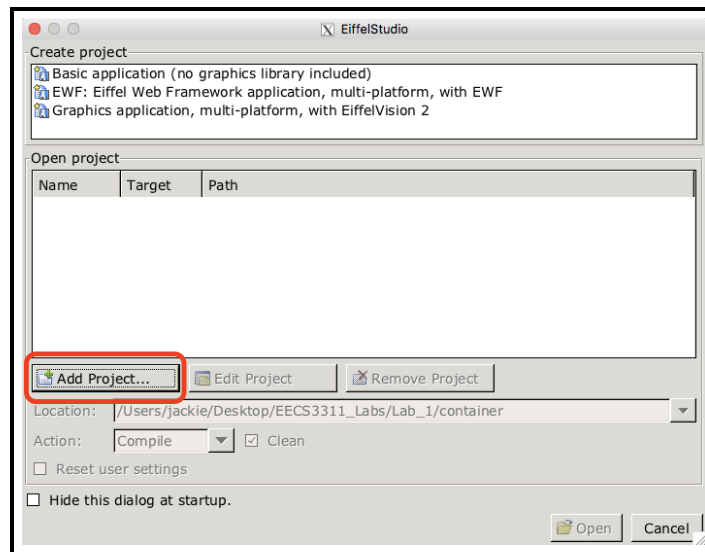 EiffelStudio
Create project
Basic application (no graphics library included)
EWF: Eiffel Web Framework application, multi-platform, with EWF
Graphics application, multi-platform, with EiffelVision 2
Open project
Name Target Path
Add Project... Edit Project Remove Project
Location: /Users/jackie/Desktop/EECS3311_Labs/Lab_1/container
Action: Compile Clean
Reset user settings
Hide this dialog at startup.
Open Cancel